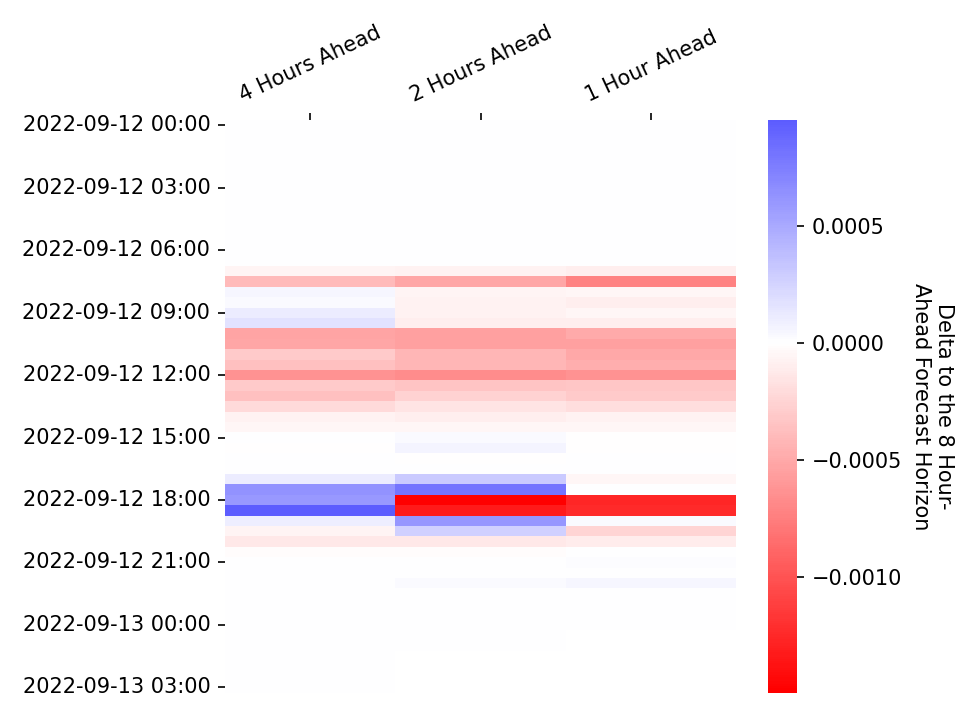 4 Hours Ahead
2 Hours Ahead
1 Hour Ahead
2022-09-12 00:00
2022-09-12 03:00
2022-09-12 06:00
2022-09-12 09:00
2022-09-12 12:00
2022-09-12 15:00
2022-09-12 18:00
2022-09-12 21:00
2022-09-13 00:00
2022-09-13 03:00
0.0005
0.0000
−0.0005
−0.0010
Delta to the 8 Hour-
Ahead Forecast Horizon